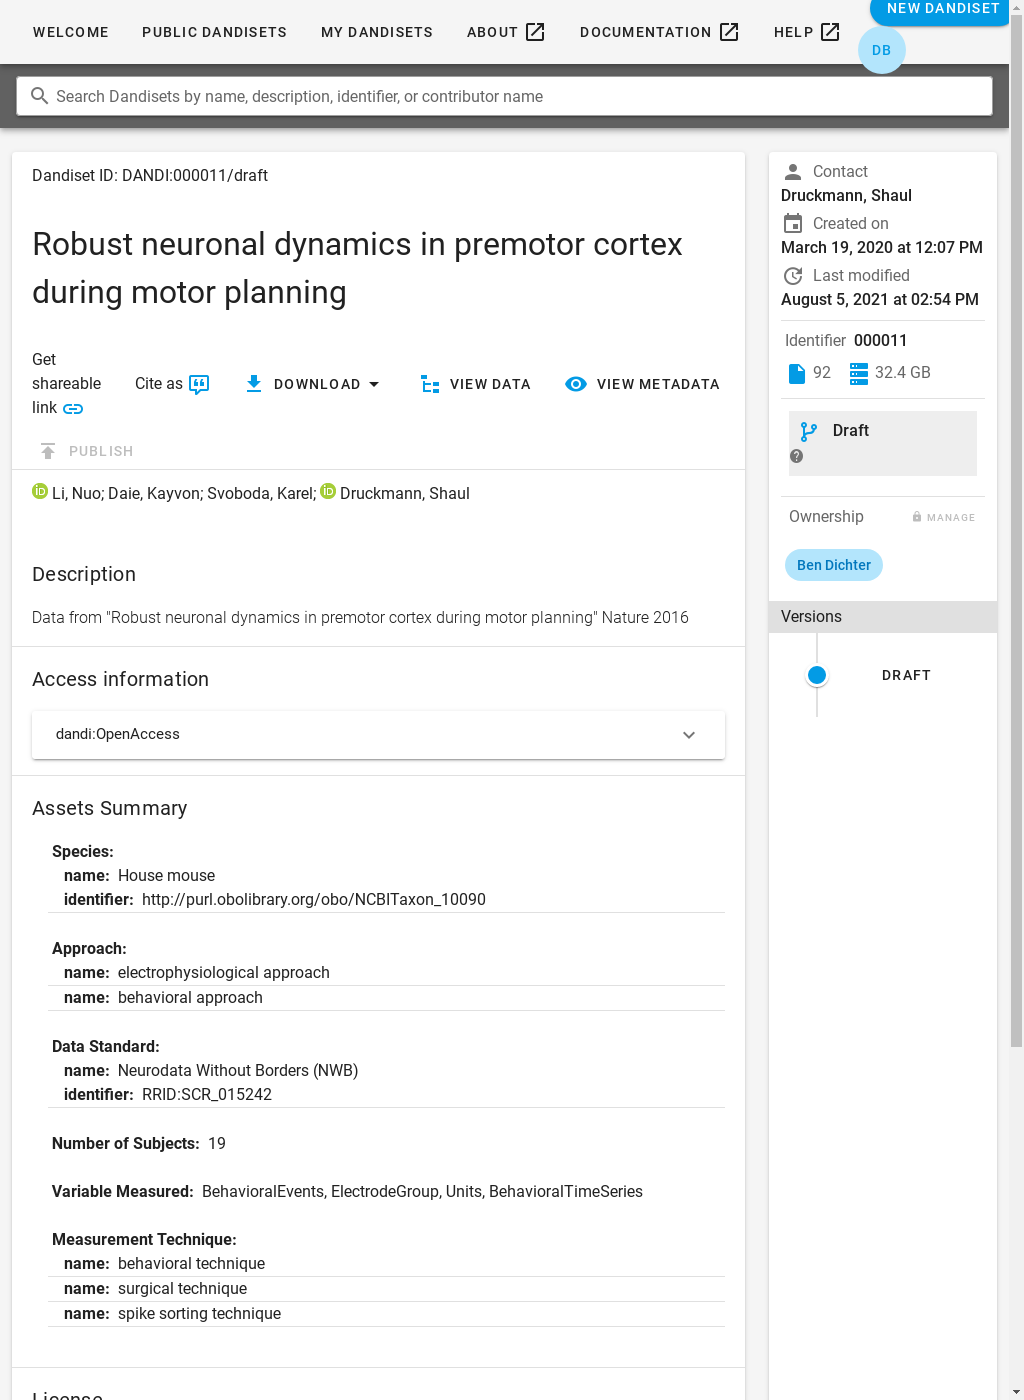 WELCOME PUBLIC DANDISETS MY DANDISETS ABOUT DOCUMENTATION HELP NEW DANDISET
DB
Search Dandisets by name, description, identifier, or contributor name
Dandiset ID: DANDI:000011/draft
Robust neuronal dynamics in premotor cortex
during motor planning
Get
shareable
link
Cite as
DOWNLOAD
VIEW DATA
VIEW METADATA
PUBLISH
iD Li, Nuo; Daie, Kayvon; Svoboda, Karel; iD Druckmann, Shaul
Description
Data from "Robust neuronal dynamics in premotor cortex during motor planning" Nature 2016
Access information
dandi:OpenAccess
Assets Summary
Species:
name: House mouse
identifier: http://purl.obolibrary.org/obo/NCBITaxon_10090
Approach:
name: electrophysiological approach
name: behavioral approach
Data Standard:
name: Neurodata Without Borders (NWB)
identifier: RRID:SCR_015242
Number of Subjects: 19
Variable Measured: BehavioralEvents, ElectrodeGroup, Units, BehavioralTimeSeries
Measurement Technique:
name: behavioral technique
name: surgical technique
name: spike sorting technique
License
Contact
Druckmann, Shaul
Created on
March 19, 2020 at 12:07 PM
Last modified
August 5, 2021 at 02:54 PM
Identifier 000011
92 32.4 GB
Draft
Ownership MANAGE
Ben Dichter
Versions
DRAFT